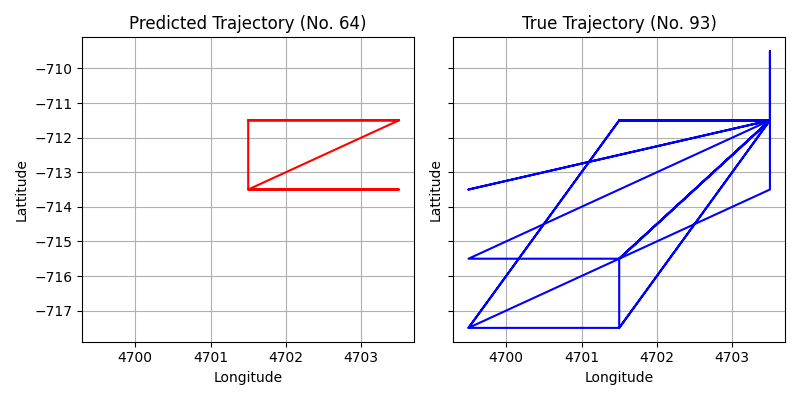 Predicted Trajectory (No. 64)
True Trajectory (No. 93)
−710
−711
−712
−713
−714
−715
−716
−717
Lattitude
Lattitude
4700 4701 4702 4703
4700 4701 4702 4703
Longitude
Longitude